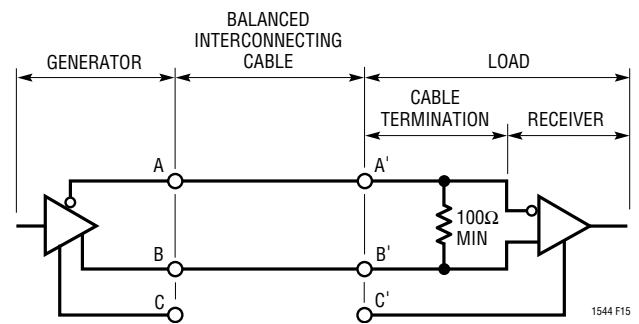 BALANCED
INTERCONNECTING
CABLE
GENERATOR
LOAD
CABLE
TERMINATION
RECEIVER
A
A'
100Ω
MIN
B
B'
C
C'
1544 F15